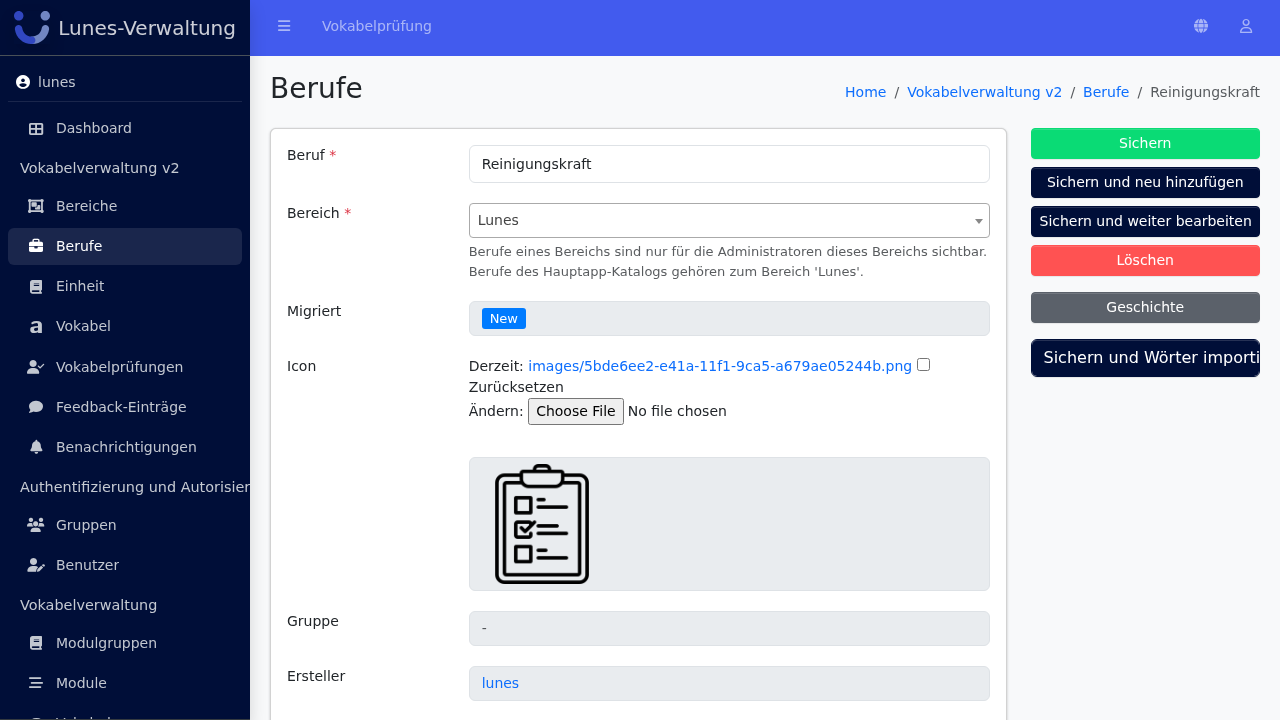 Lunes-Verwaltung
Vokabelprüfung
lunes
Dashboard
Vokabelverwaltung v2
Bereiche
Berufe
Einheit
Vokabel
Vokabelprüfungen
Feedback-Einträge
Benachrichtigungen
Authentifizierung und Autorisier
Gruppen
Benutzer
Vokabelverwaltung
Modulgruppen
Module
Berufe
Home / Vokabelverwaltung v2 / Berufe / Reinigungskraft
Beruf *
Reinigungskraft
Bereich *
Lunes
Berufe eines Bereichs sind nur für die Administratoren dieses Bereichs sichtbar.
Berufe des Hauptapp-Katalogs gehören zum Bereich 'Lunes'.
Migriert
New
Icon
Derzeit: images/5bde6ee2-e41a-11f1-9ca5-a679ae05244b.png
Zurücksetzen
Ändern: Choose File No file chosen
Gruppe
-
Ersteller
lunes
Sichern
Sichern und neu hinzufügen
Sichern und weiter bearbeiten
Löschen
Geschichte
Sichern und Wörter importi